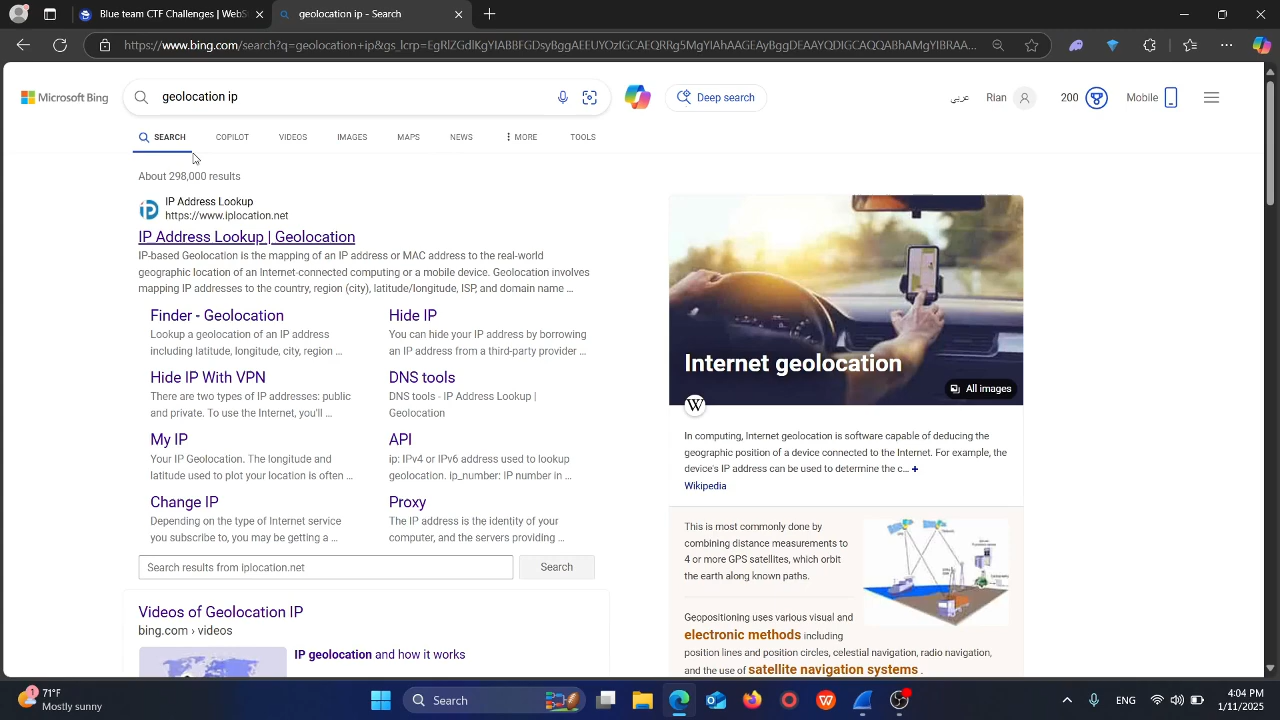 Blue Jeans | WebS
geolocation ip - Search
https://www.bing.com/search?q=geolocation+ip&gs_lcrp=
Microsoft Bing
geolocation ip
Deep search
عربي
Rian
200
Mobile
SEARCH
COPILOT
VIDEOS
IMAGES
MAPS
NEWS
MORE
TOOLS
About 298,000 results
IP Address Lookup
https://www.iplocation.net
IP Address Lookup | Geolocation
IP-based Geolocation is the mapping of an IP address or MAC address to the real-world
geographic location of an Internet-connected computing or a mobile device. Geolocation involves
mapping IP addresses to the country, region (city), latitude/longitude, ISP, and domain name ...
Finder - Geolocation
Lookup a geolocation of an IP address
including latitude, longitude, city, region ...
Hide IP
You can hide your IP address by borrowing
an IP address from a third-party provider ...
Hide IP With VPN
There are two types of IP addresses: public
and private. To use the Internet, you'll ...
DNS tools
DNS tools - IP Address Lookup |
Geolocation
My IP
Your IP Geolocation. The longitude and
latitude used to plot your location is often ...
API
ip: IPv4 or IPv6 address used to lookup
geolocation. ip_number: IP number in ...
Change IP
Depending on the type of Internet service
you subscribe to, you may be getting a ...
Proxy
The IP address is the identity of your
computer, and the servers providing ...
Search results from iplocation.net
Search
Videos of Geolocation IP
bing.com › videos
IP geolocation and how it works
Internet geolocation
All images
W
In computing, Internet geolocation is software capable of deducing the
geographic position of a device connected to the Internet. For example, the
device's IP address can be used to determine the c... +
Wikipedia
This is most commonly done by
combining distance measurements to
4 or more GPS satellites, which orbit
the earth along known paths.
Geopositioning uses various visual and
electronic methods including
position lines and position circles, celestial navigation, radio navigation,
and the use of satellite navigation systems .
1
71°F
Mostly sunny
Search
ENG
4:04 PM
1/11/2025